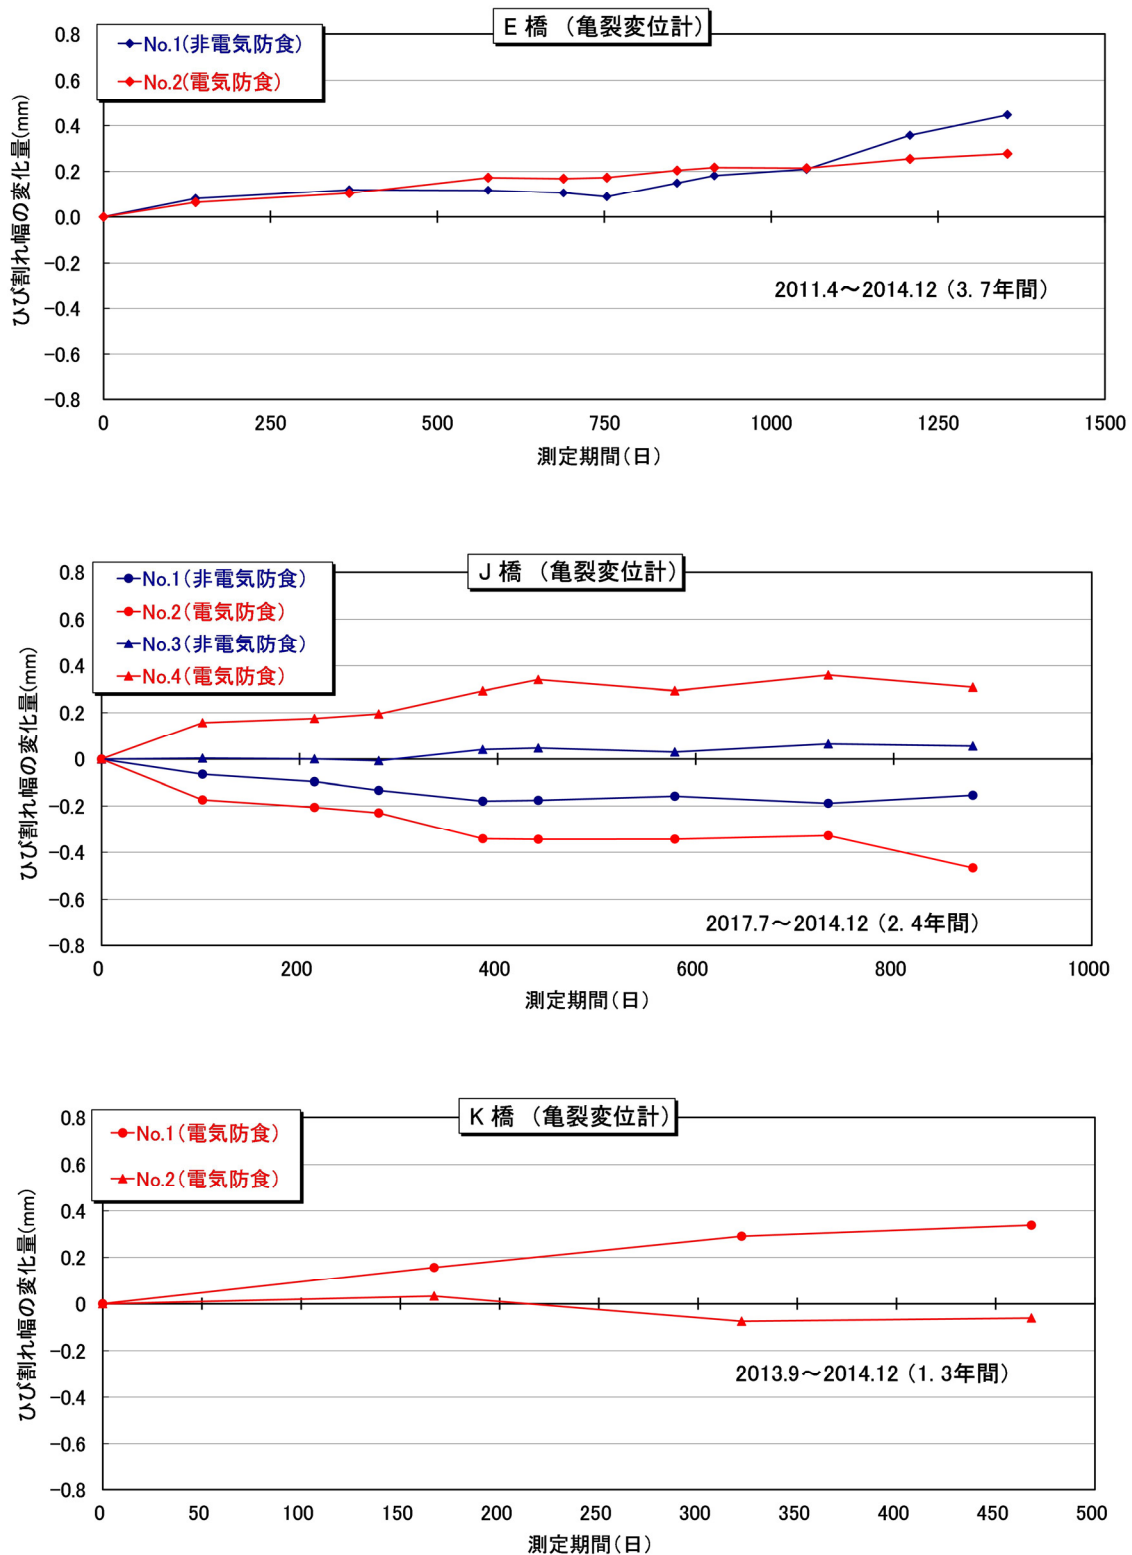 E 橋 （亀裂変位計）
No.1(非電気防食)
No.2(電気防食)
ひび割れ幅の変化量(mm)
0.8
0.6
0.4
0.2
0.0
−0.2
−0.4
−0.6
−0.8
2011.4～2014.12（3. 7年間）
0 250 500 750 1000 1250 1500
測定期間(日)
J 橋 （亀裂変位計）
No.1(非電気防食)
No.2(電気防食)
No.3(非電気防食)
No.4(電気防食)
ひび割れ幅の変化量(mm)
0.8
0.6
0.4
0.2
0
−0.2
−0.4
−0.6
−0.8
2017.7～2014.12（2. 4年間）
0 200 400 600 800 1000
測定期間(日)
K 橋 （亀裂変位計）
No.1(電気防食)
No.2(電気防食)
ひび割れ幅の変化量(mm)
0.8
0.6
0.4
0.2
0
−0.2
−0.4
−0.6
−0.8
2013.9～2014.12（1. 3年間）
0 50 100 150 200 250 300 350 400 450 500
測定期間(日)